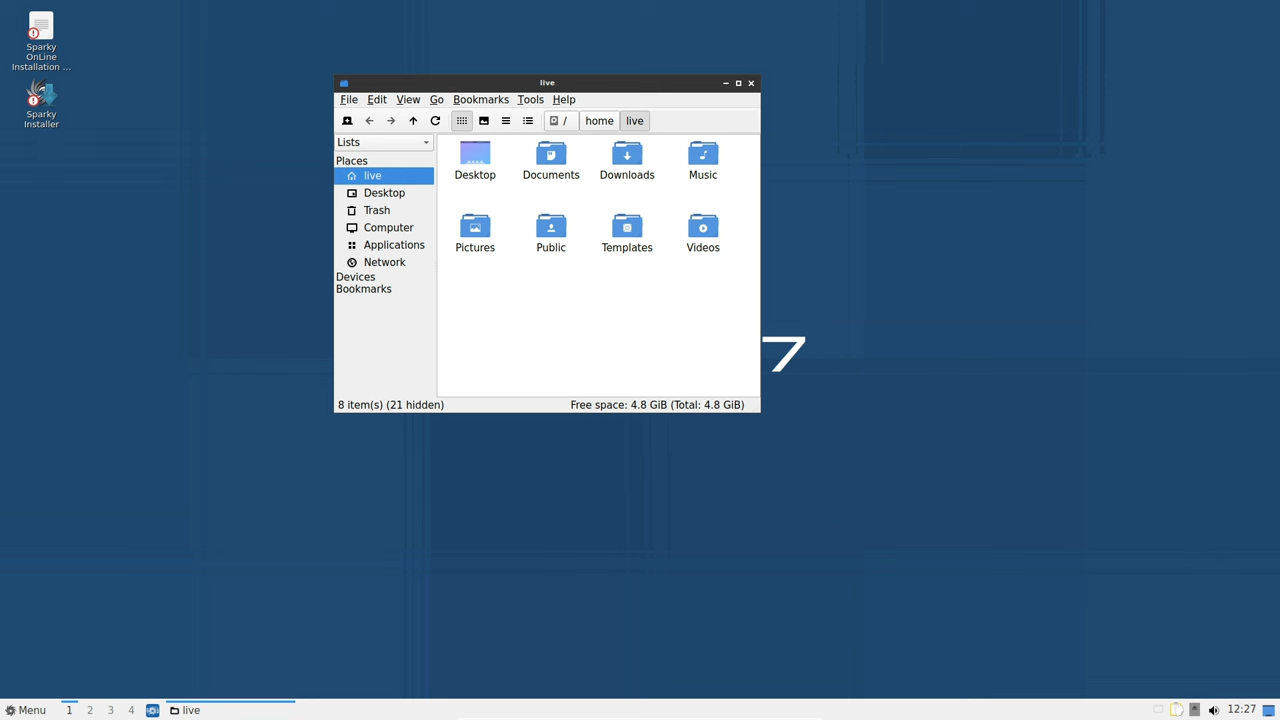 Sparky
OnLine
Installation ...
Sparky
Installer
live
File Edit View Go Bookmarks Tools Help
/ home live
Lists
Places
live
Desktop
Trash
Computer
Applications
Network
Devices
Bookmarks
Desktop Documents Downloads Music
Pictures Public Templates Videos
8 item(s) (21 hidden) Free space: 4.8 GiB (Total: 4.8 GiB)
7
Menu 1 2 3 4 live 12:27